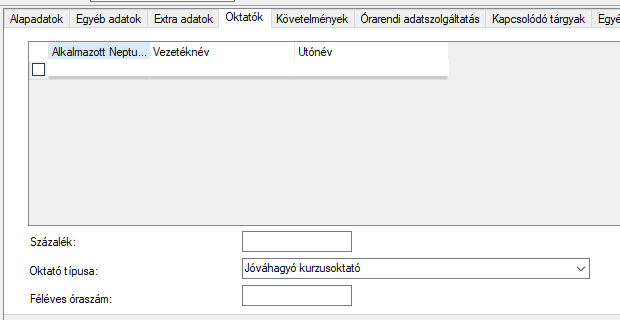 Alapadatok Egyéb adatok Extra adatok Oktatók Követelmények Órarendi adatszolgáltatás Kapcsolódó tárgyak Egyé
Alkalmazott Neptu... Vezetéknév Utónév
Százalék:
Oktató típusa: Jóváhagyó kurzusoktató
Féléves óraszám: